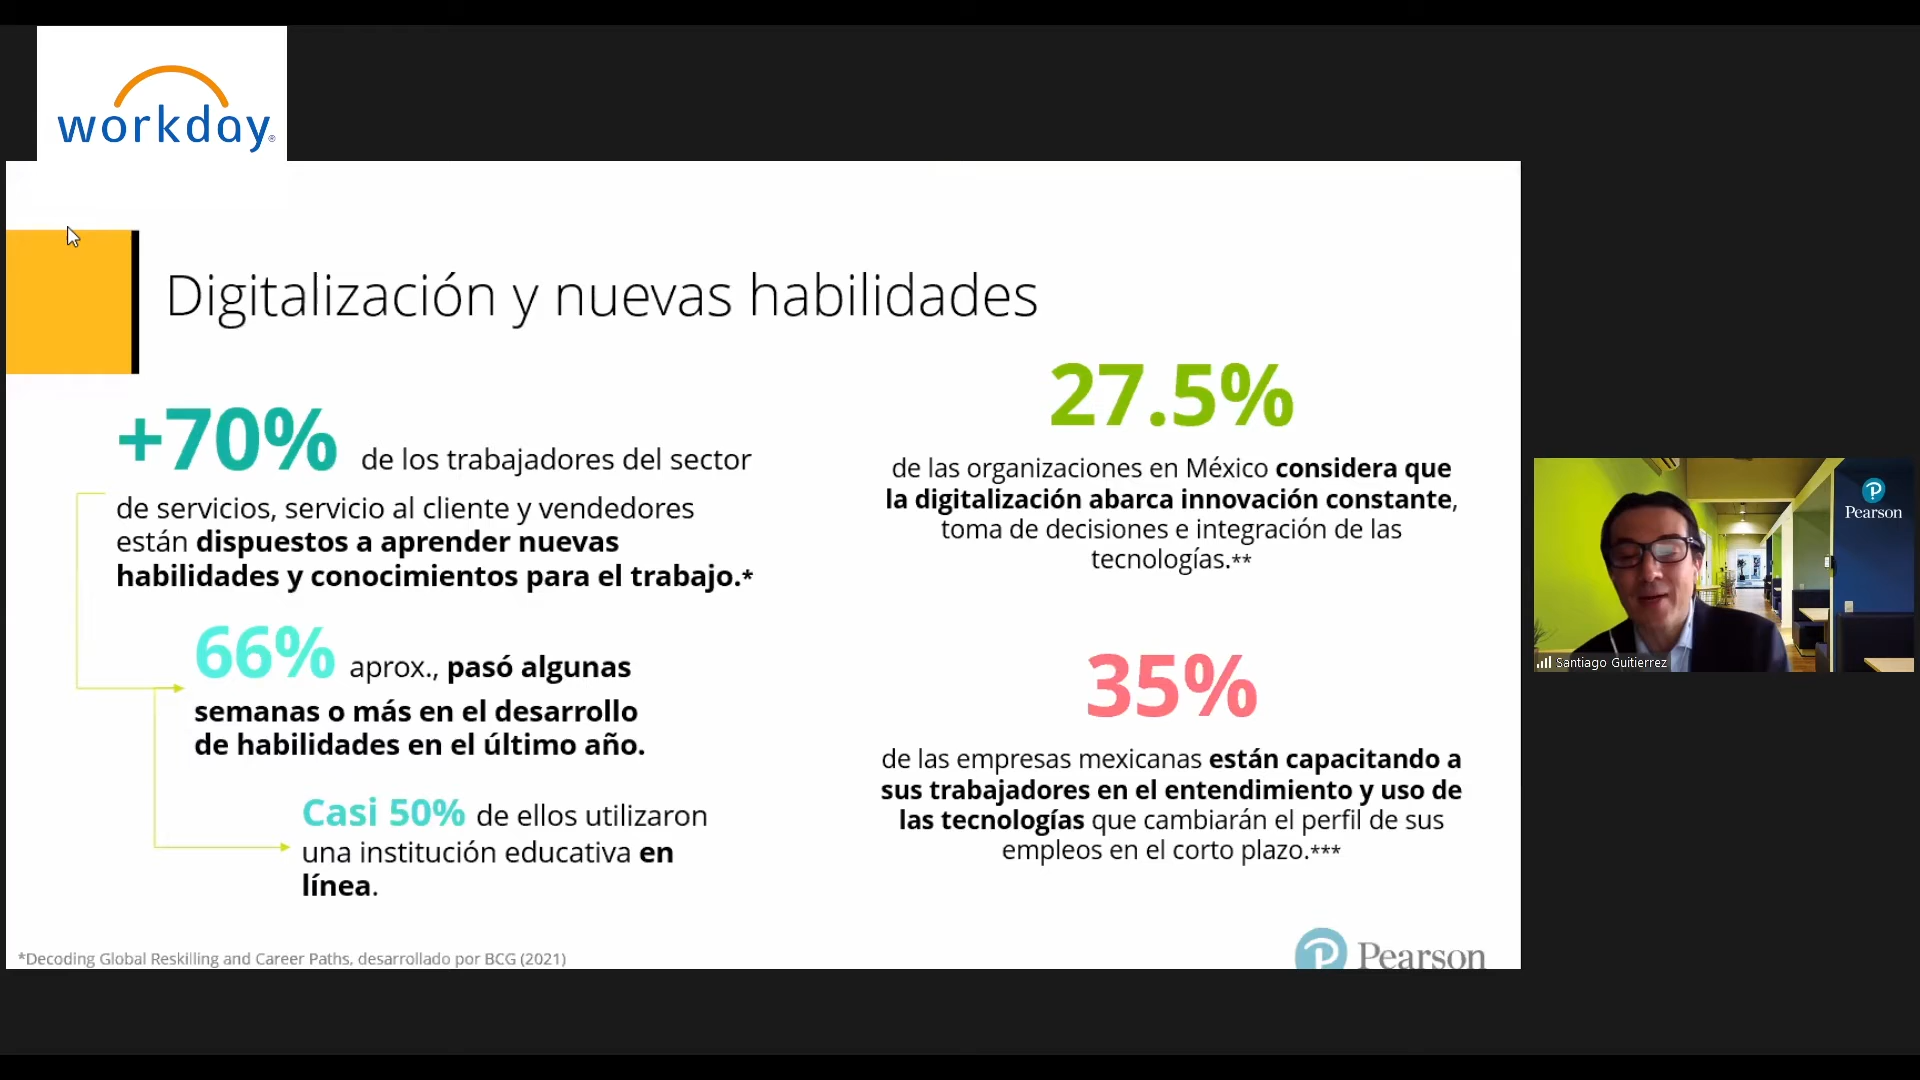 workday®
Digitalización y nuevas habilidades
+70% de los trabajadores del sector
de servicios, servicio al cliente y vendedores
están dispuestos a aprender nuevas
habilidades y conocimientos para el trabajo.*
66% aprox., pasó algunas
semanas o más en el desarrollo
de habilidades en el último año.
Casi 50% de ellos utilizaron
una institución educativa en
línea.
27.5%
de las organizaciones en México considera que
la digitalización abarca innovación constante,
toma de decisiones e integración de las
tecnologías.**
35%
de las empresas mexicanas están capacitando a
sus trabajadores en el entendimiento y uso de
las tecnologías que cambiarán el perfil de sus
empleos en el corto plazo.***
*Decoding Global Reskilling and Career Paths, desarrollado por BCG (2021)
Pearson
Pearson
Santiago Guitierrez